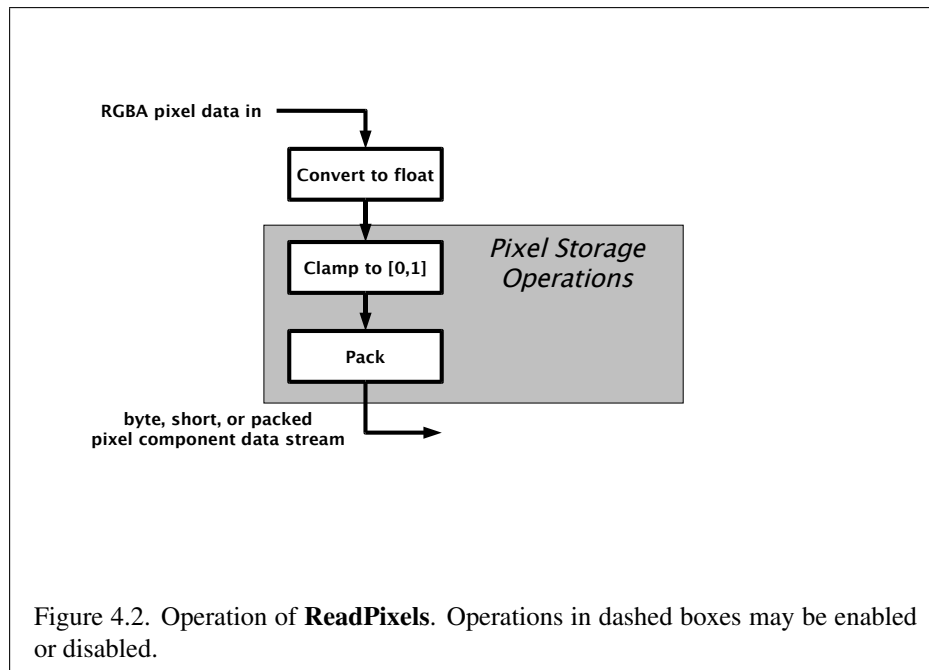 RGBA pixel data in
Convert to float
Pixel Storage
Operations
Clamp to [0,1]
Pack
byte, short, or packed
pixel component data stream
Figure 4.2. Operation of ReadPixels. Operations in dashed boxes may be enabled
or disabled.